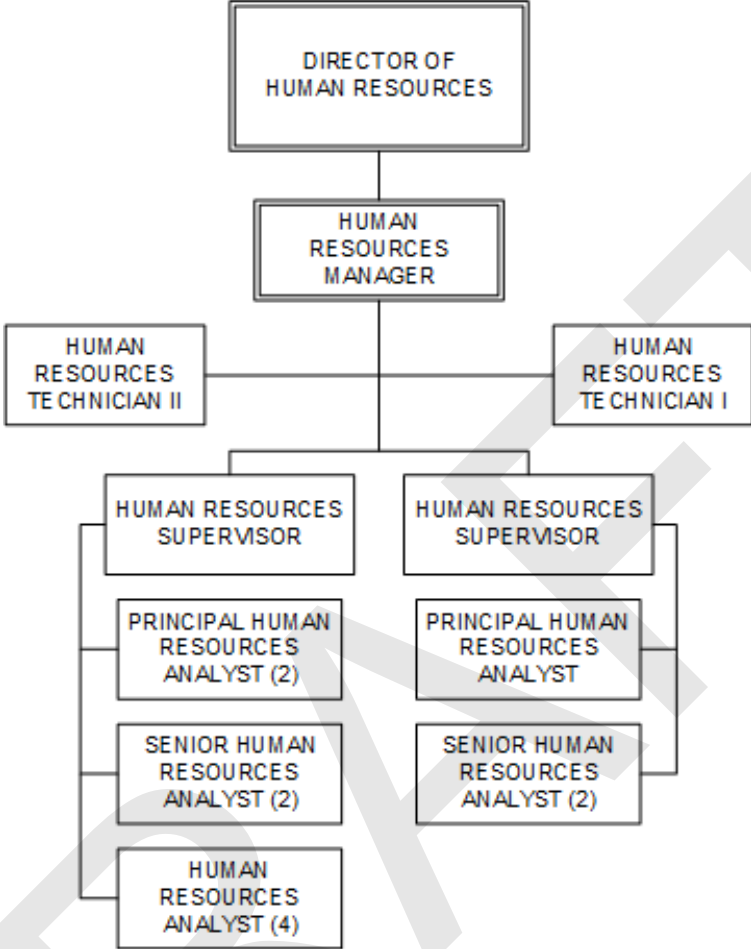 DIRECTOR OF
HUMAN RESOURCES
HUMAN
RESOURCES
MANAGER
HUMAN
RESOURCES
TECHNICIAN II
HUMAN
RESOURCES
TECHNICIAN I
HUMAN RESOURCES
SUPERVISOR
PRINCIPAL HUMAN
RESOURCES
ANALYST (2)
SENIOR HUMAN
RESOURCES
ANALYST (2)
HUMAN
RESOURCES
ANALYST (4)
HUMAN RESOURCES
SUPERVISOR
PRINCIPAL HUMAN
RESOURCES
ANALYST
SENIOR HUMAN
RESOURCES
ANALYST (2)